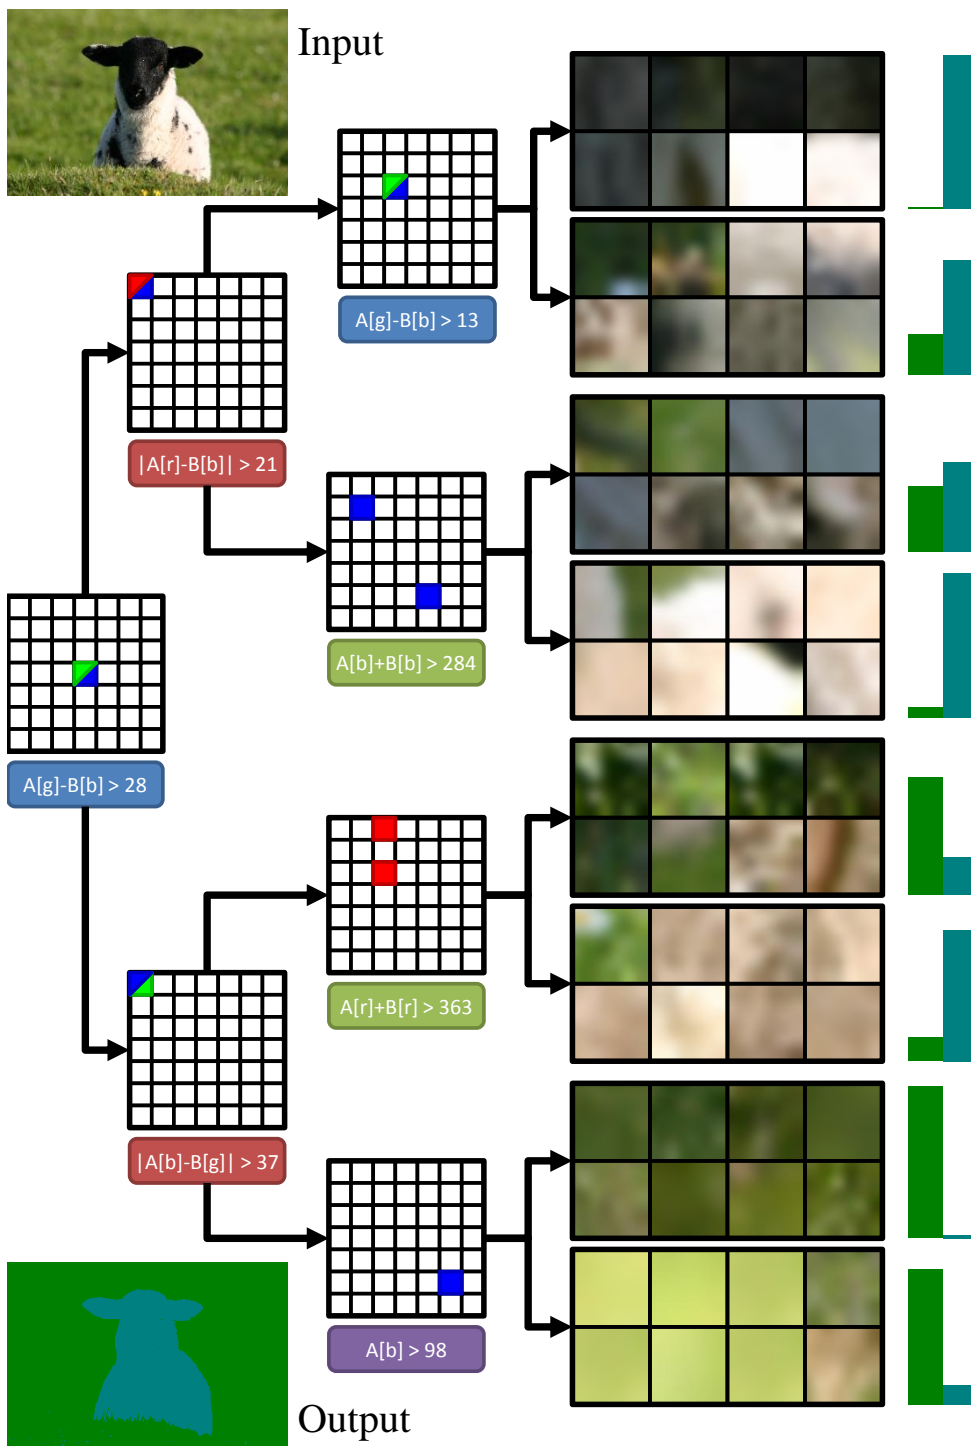 Input
A[g]-B[b] > 13
|A[r]-B[b]| > 21
A[b]+B[b] > 284
A[g]-B[b] > 28
A[r]+B[r] > 363
|A[b]-B[g]| > 37
A[b] > 98
Output